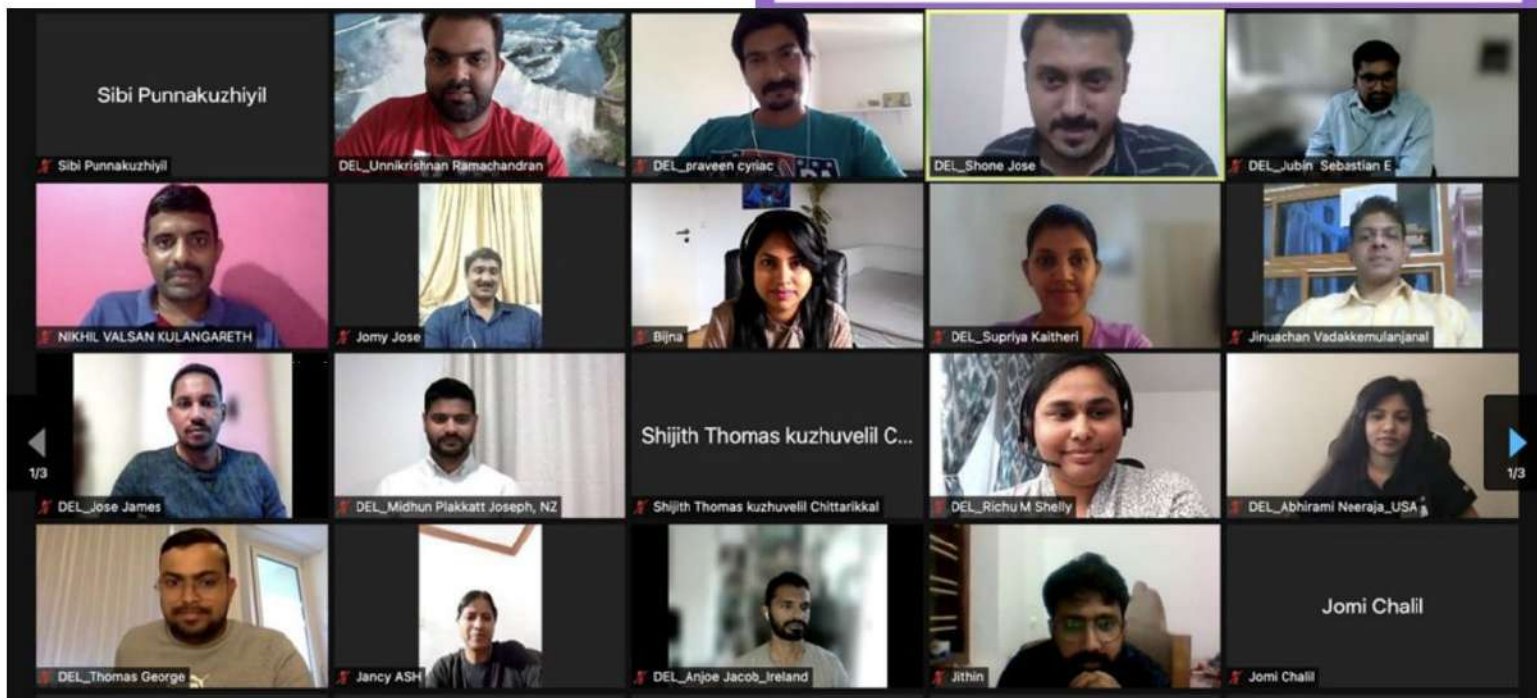 Sibi Punnakuzhiyil
Sibi Punnakuzhiyil
DEL_Unnikrishnan Ramachandran
DEL_praveen cyriac
DEL_Shone Jose
DEL_Jubin Sebastian E
NIKHIL VALSAN KULANGARETH
Jomy Jose
Bijna
DEL_Supriya Kaitheri
Jinuachan Vadakkemulanjanal
1/3
DEL_Jose James
DEL_Midhun Plakkatt Joseph, NZ
Shijith Thomas kuzhuvelil C...
Shijith Thomas kuzhuvelil Chittarikkal
DEL_Richu M Shelly
DEL_Abhirami Neeraja_USA
1/3
DEL_Thomas George
Jancy ASH
DEL_Anjoe Jacob_Ireland
Jithin
Jomi Chalil
Jomi Chalil